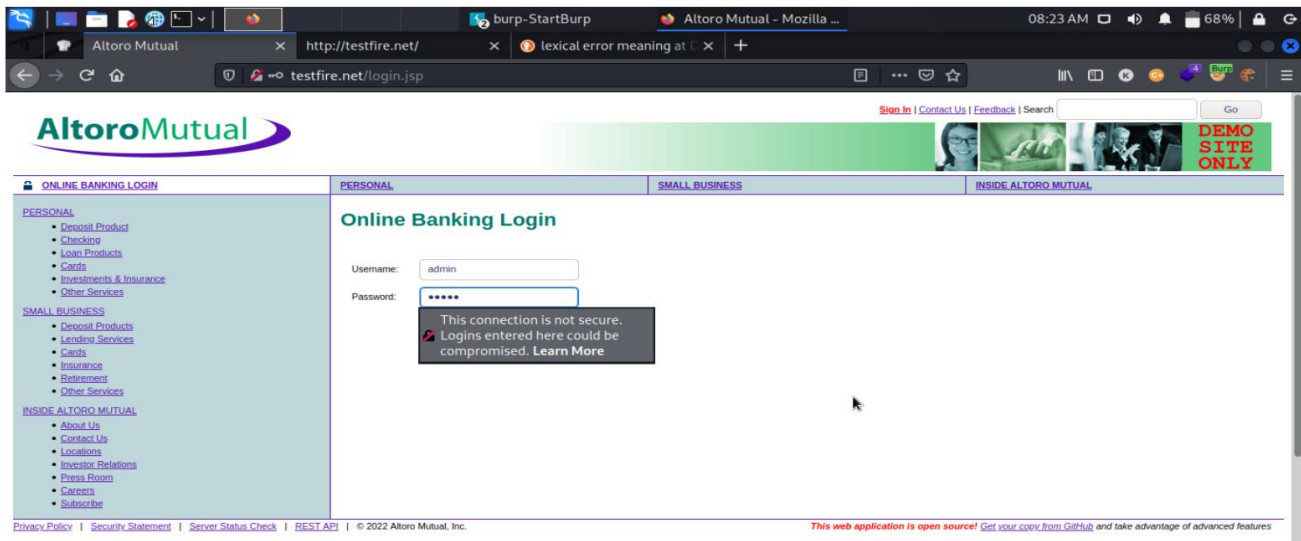 burp-StartBurp
Altoro Mutual - Mozilla ...
08:23 AM
68%
Altoro Mutual
http://testfire.net/
lexical error meaning at
testfire.net/login.jsp
4
Burp
Sign In | Contact Us | Feedback | Search
Go
AltoroMutual
DEMO
SITE
ONLY
ONLINE BANKING LOGIN
PERSONAL
SMALL BUSINESS
INSIDE ALTORO MUTUAL
PERSONAL
Deposit Product
Checking
Loan Products
Cards
Investments & Insurance
Other Services
SMALL BUSINESS
Deposit Products
Lending Services
Cards
Insurance
Retirement
Other Services
INSIDE ALTORO MUTUAL
About Us
Contact Us
Locations
Investor Relations
Press Room
Careers
Subscribe
Online Banking Login
Username: admin
Password: •••••
This connection is not secure.
Logins entered here could be
compromised. Learn More
Privacy Policy | Security Statement | Server Status Check | REST API | © 2022 Altoro Mutual, Inc.
This web application is open source! Get your copy from GitHub and take advantage of advanced features